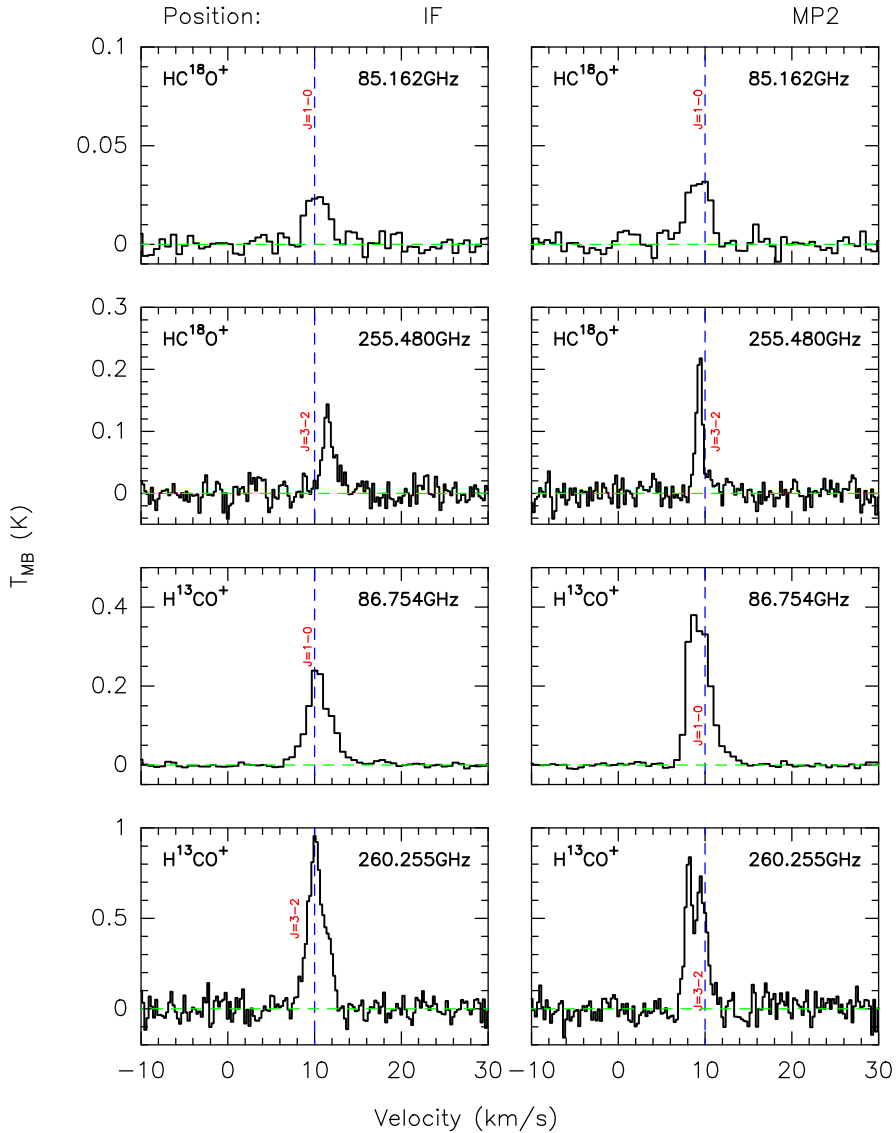 Position: IF MP2
0.1
HC¹⁸O⁺ 85.162GHz
HC¹⁸O⁺ 85.162GHz
J=1-0
J=1-0
0.05
0
0.3
HC¹⁸O⁺ 255.480GHz
HC¹⁸O⁺ 255.480GHz
0.2
J=3-2
J=3-2
0.1
0
T_MB (K)
H¹³CO⁺ 86.754GHz
H¹³CO⁺ 86.754GHz
0.4
J=1-0
J=1-0
0.2
0
1
H¹³CO⁺ 260.255GHz
H¹³CO⁺ 260.255GHz
0.5
J=3-2
J=3-2
0
−10 0 10 20 30 −10 0 10 20 30
Velocity (km/s) Velocity (km/s)